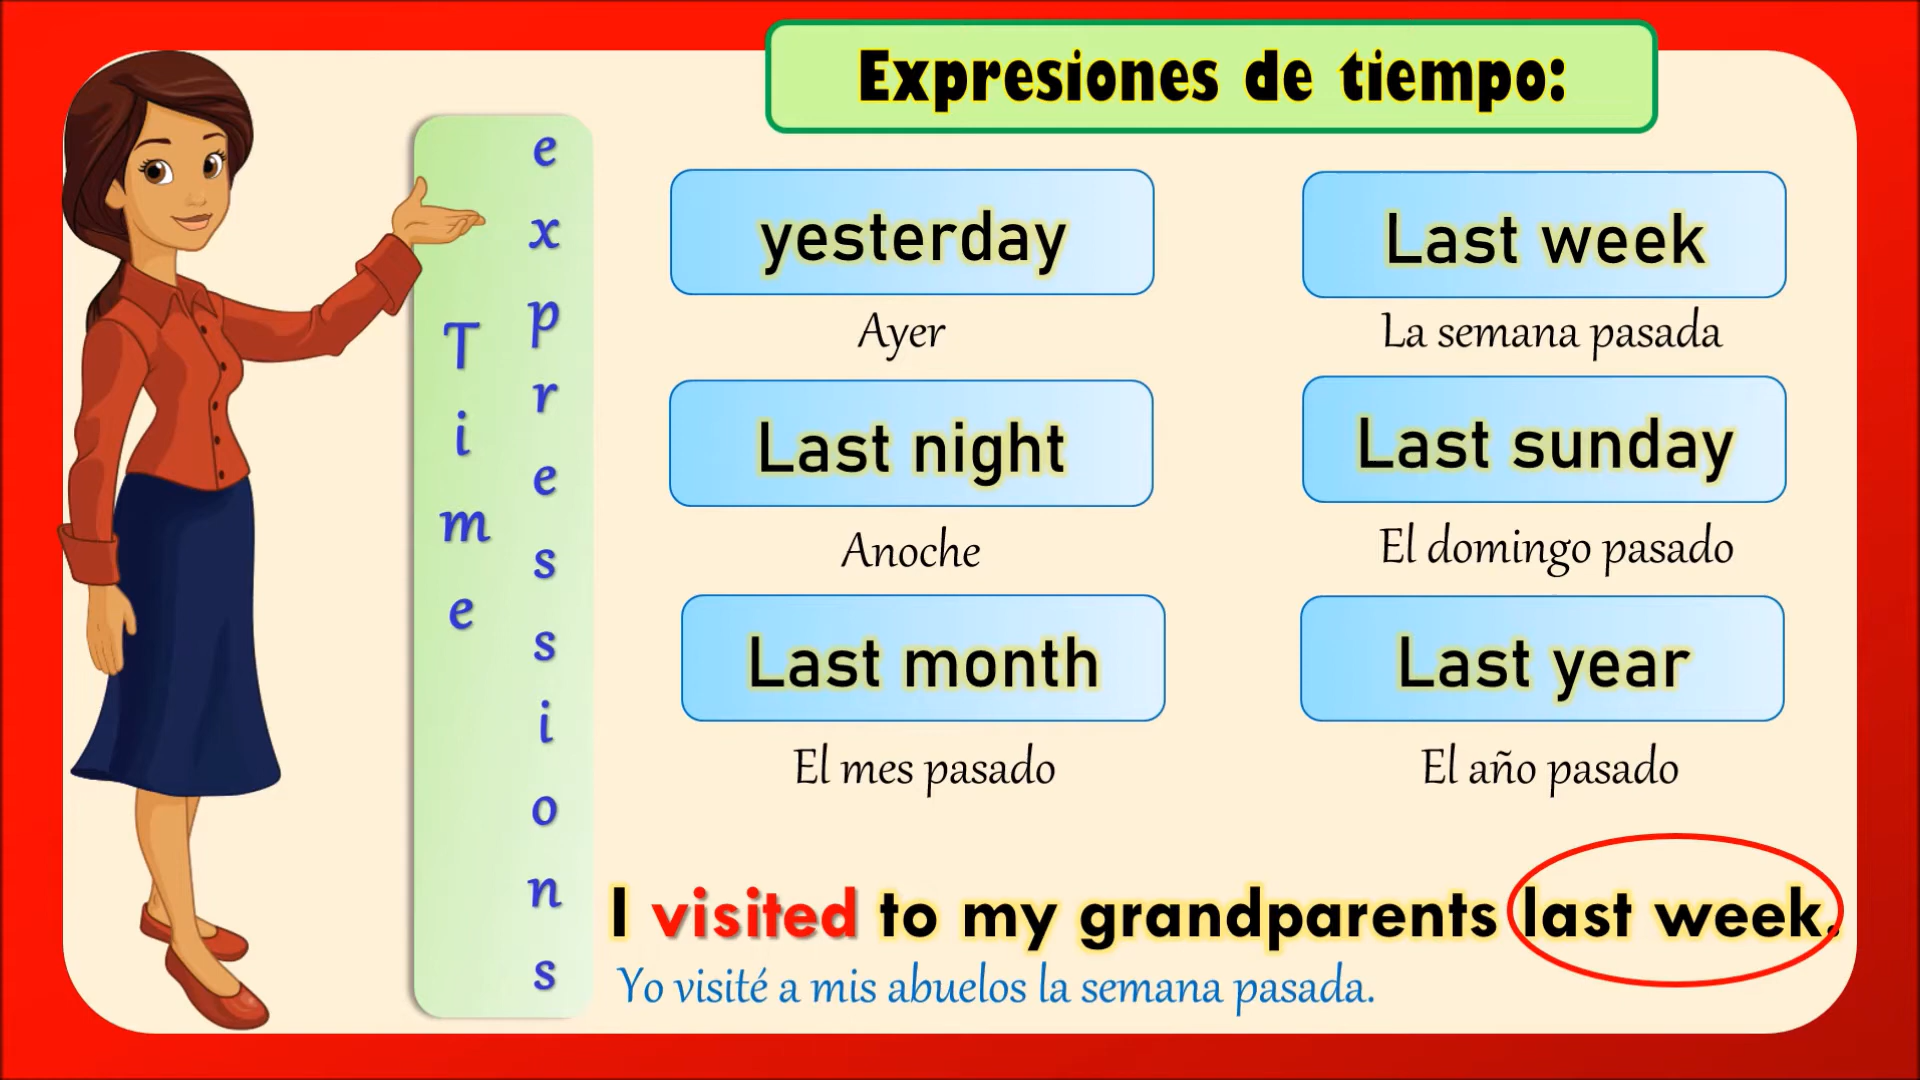 Expresiones de tiempo:
Time
expressions
yesterday
Ayer
Last week
La semana pasada
Last night
Anoche
Last sunday
El domingo pasado
Last month
El mes pasado
Last year
El año pasado
I visited to my grandparents last week.
Yo visité a mis abuelos la semana pasada.